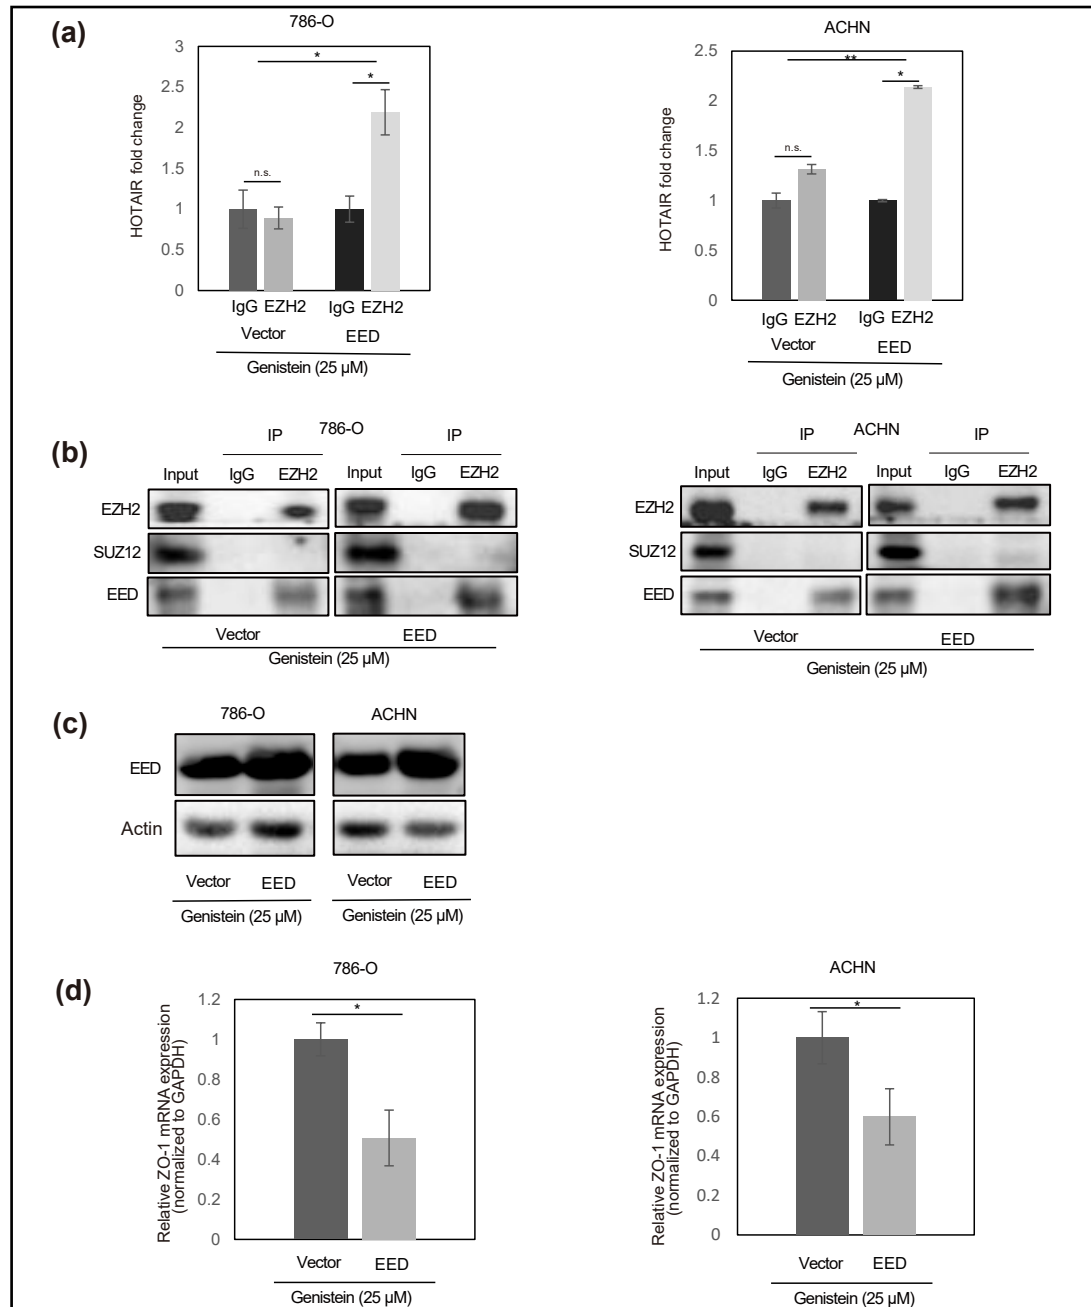 (a)
786-O
HOTAIR fold change
3
2.5
2
1.5
1
0.5
0
*
*
n.s.
IgG EZH2 IgG EZH2
Vector EED
Genistein (25 µM)
ACHN
HOTAIR fold change
2.5
2
1.5
1
0.5
0
**
*
n.s.
IgG EZH2 IgG EZH2
Vector EED
Genistein (25 µM)
(b)
786-O
IP IP
Input IgG EZH2 Input IgG EZH2
EZH2
SUZ12
EED
Vector EED
Genistein (25 µM)
ACHN
IP IP
Input IgG EZH2 Input IgG EZH2
EZH2
SUZ12
EED
Vector EED
Genistein (25 µM)
(c)
786-O ACHN
EED
Actin
Vector EED Vector EED
Genistein (25 µM) Genistein (25 µM)
(d)
786-O
Relative ZO-1 mRNA expression
(normalized to GAPDH)
1.2
1
0.8
0.6
0.4
0.2
0
*
Vector EED
Genistein (25 µM)
ACHN
Relative ZO-1 mRNA expression
(normalized to GAPDH)
1.2
1
0.8
0.6
0.4
0.2
0
*
Vector EED
Genistein (25 µM)